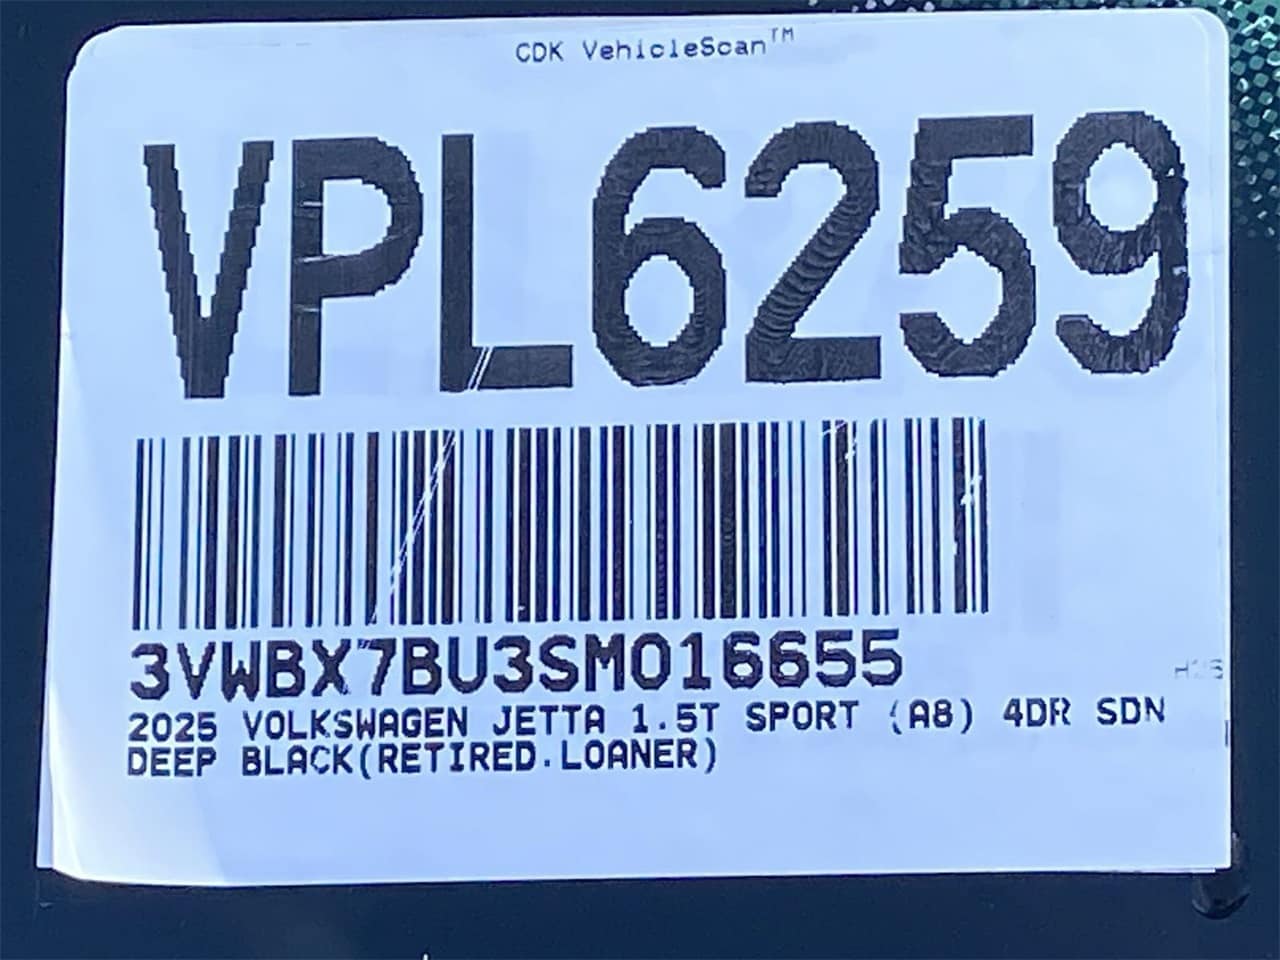 CDK VehicleScan™
VPL6259
3VWBX7BU3SM016655
2025 VOLKSWAGEN JETTA 1.5T SPORT (A8) 4DR SDN
DEEP BLACK(RETIRED.LOANER)